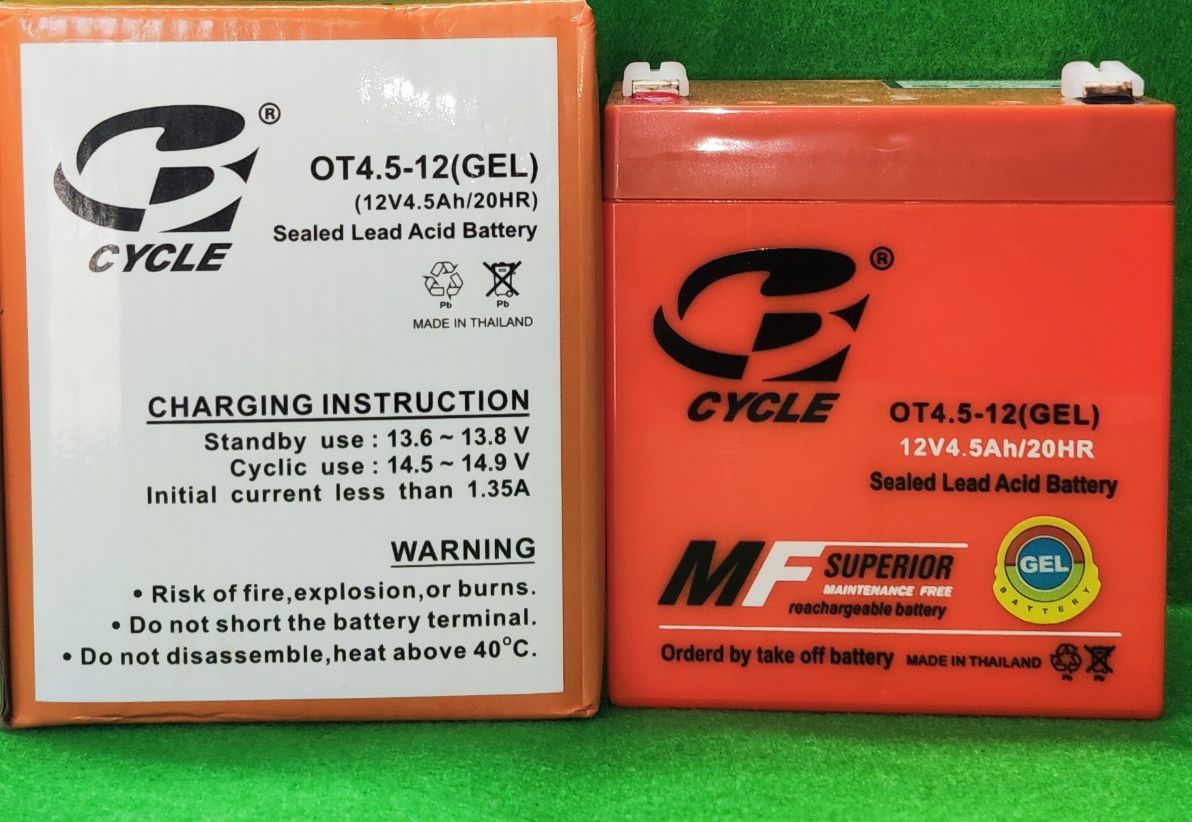 ®
CYCLE
OT4.5-12(GEL)
(12V4.5Ah/20HR)
Sealed Lead Acid Battery
Pb Pb
MADE IN THAILAND
CHARGING INSTRUCTION
Standby use : 13.6 ~ 13.8 V
Cyclic use : 14.5 ~ 14.9 V
Initial current less than 1.35A
WARNING
• Risk of fire,explosion,or burns.
• Do not short the battery terminal.
• Do not disassemble,heat above 40°C.
®
CYCLE
OT4.5-12(GEL)
12V4.5Ah/20HR
Sealed Lead Acid Battery
MF SUPERIOR
MAINTENANCE FREE
reachargeable battery
GEL
BATTERY
Orderd by take off battery MADE IN THAILAND
Pb Pb